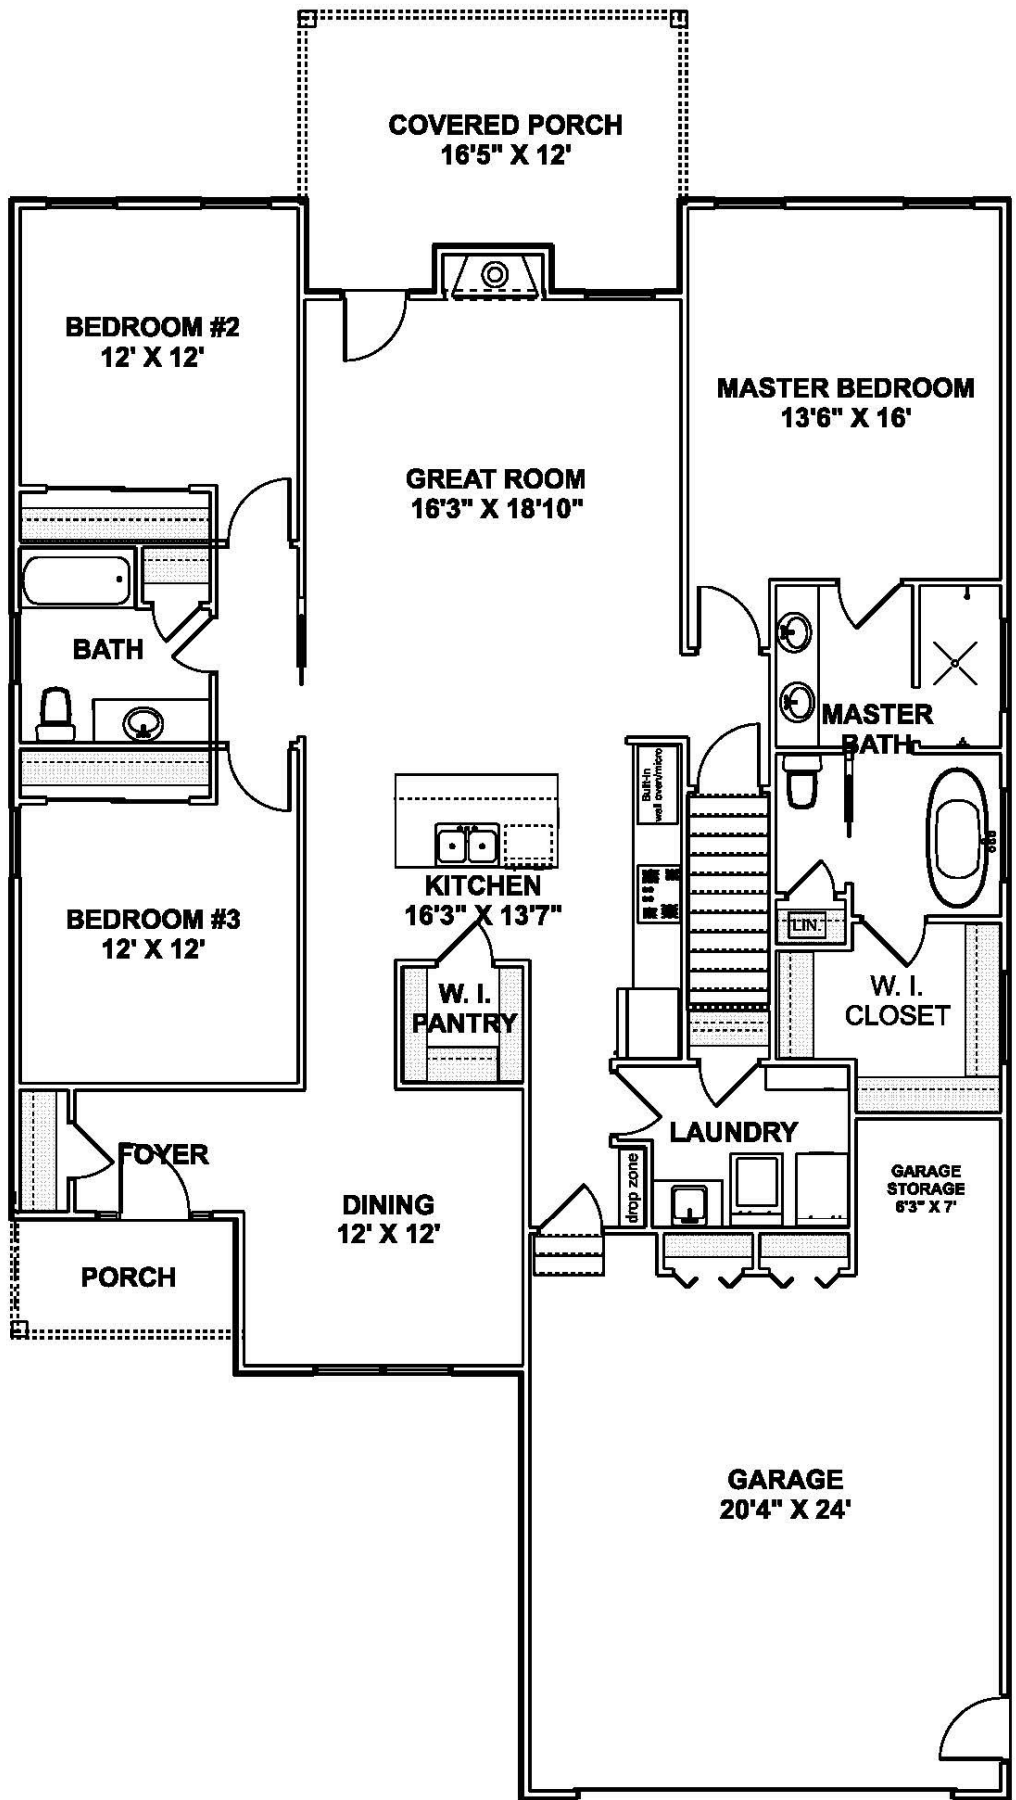 COVERED PORCH
16'5" X 12'
BEDROOM #2
12' X 12'
MASTER BEDROOM
13'6" X 16'
GREAT ROOM
16'3" X 18'10"
BATH
MASTER
BATH
Built-In
wall oven/micro
KITCHEN
16'3" X 13'7"
BEDROOM #3
12' X 12'
LIN.
W. I.
PANTRY
W. I.
CLOSET
FOYER
LAUNDRY
drop zone
GARAGE
STORAGE
6'3" X 7'
DINING
12' X 12'
PORCH
GARAGE
20'4" X 24'